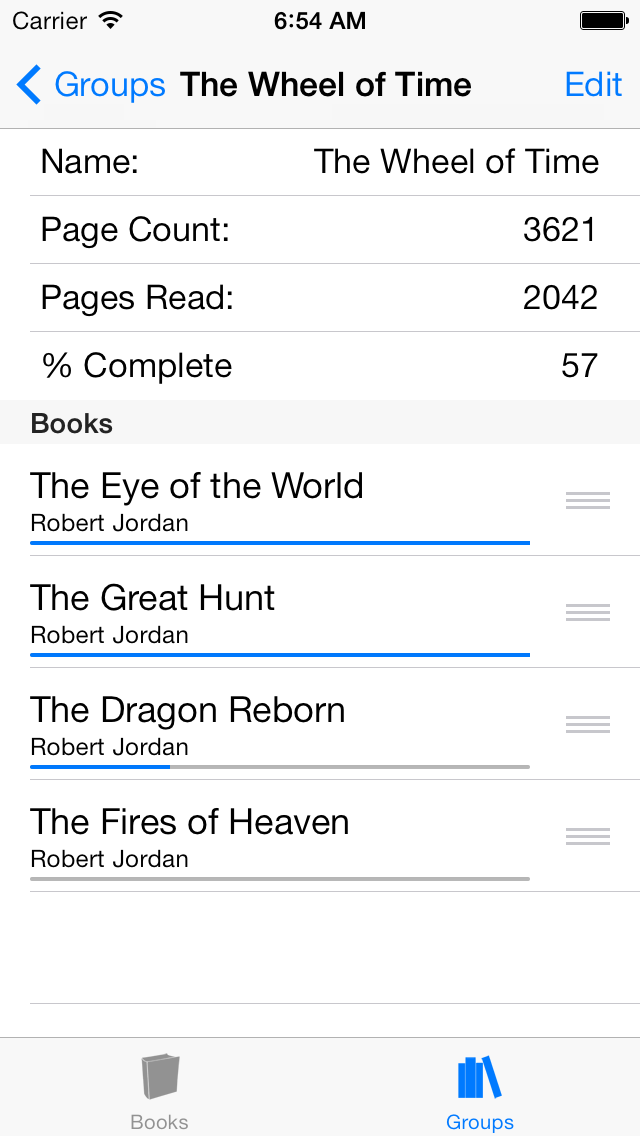 Carrier 6:54 AM
Groups The Wheel of Time Edit
Name: The Wheel of Time
Page Count: 3621
Pages Read: 2042
% Complete 57
Books
The Eye of the World
Robert Jordan
The Great Hunt
Robert Jordan
The Dragon Reborn
Robert Jordan
The Fires of Heaven
Robert Jordan
Books Groups